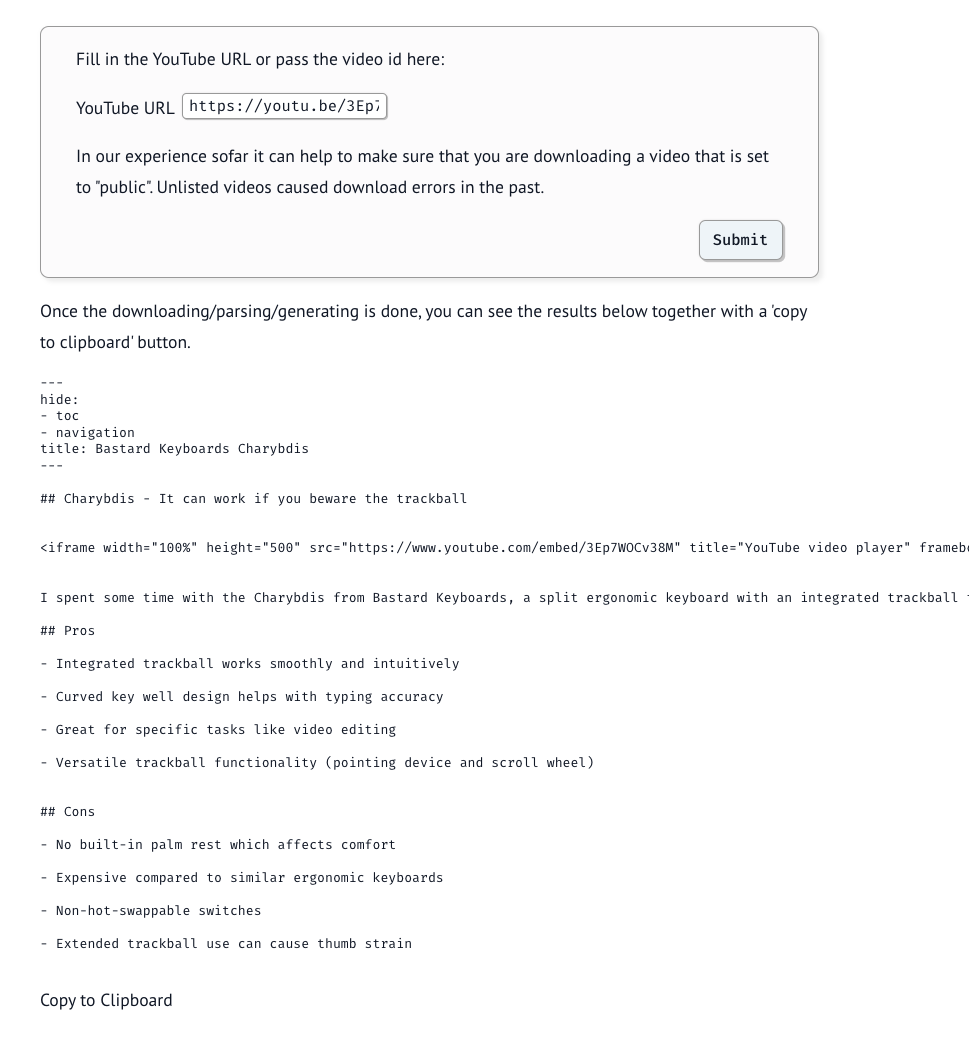 Fill in the YouTube URL or pass the video id here:
YouTube URL https://youtu.be/3Ep7
In our experience sofar it can help to make sure that you are downloading a video that is set
to "public". Unlisted videos caused download errors in the past.
Submit
Once the downloading/parsing/generating is done, you can see the results below together with a 'copy
to clipboard' button.
---
hide:
- toc
- navigation
title: Bastard Keyboards Charybdis
---
## Charybdis - It can work if you beware the trackball
<iframe width="100%" height="500" src="https://www.youtube.com/embed/3Ep7WOCv38M" title="YouTube video player"
I spent some time with the Charybdis from Bastard Keyboards, a split ergonomic keyboard with an integrated trackball
## Pros
- Integrated trackball works smoothly and intuitively
- Curved key well design helps with typing accuracy
- Great for specific tasks like video editing
- Versatile trackball functionality (pointing device and scroll wheel)
## Cons
- No built-in palm rest which affects comfort
- Expensive compared to similar ergonomic keyboards
- Non-hot-swappable switches
- Extended trackball use can cause thumb strain
Copy to Clipboard